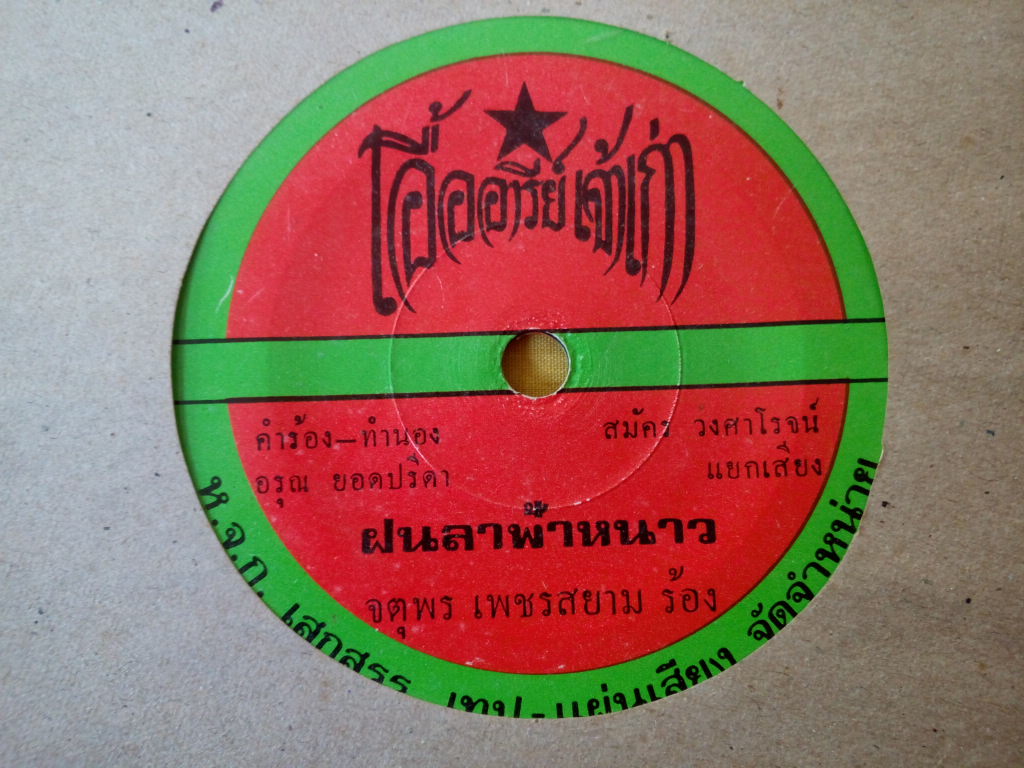 โอื้ออารีย์เจ้าเก่า
คำร้อง–ทำนอง
อรุณ ยอดปรีดา
สมัคร วงศาโรจน์
แยกเสียง
ฝนลาฟ้าหนาว
จตุพร เพชรสยาม ร้อง
ห.จ.ก. เสกสรร เทป-แผ่นเสียง จัดจำหน่าย